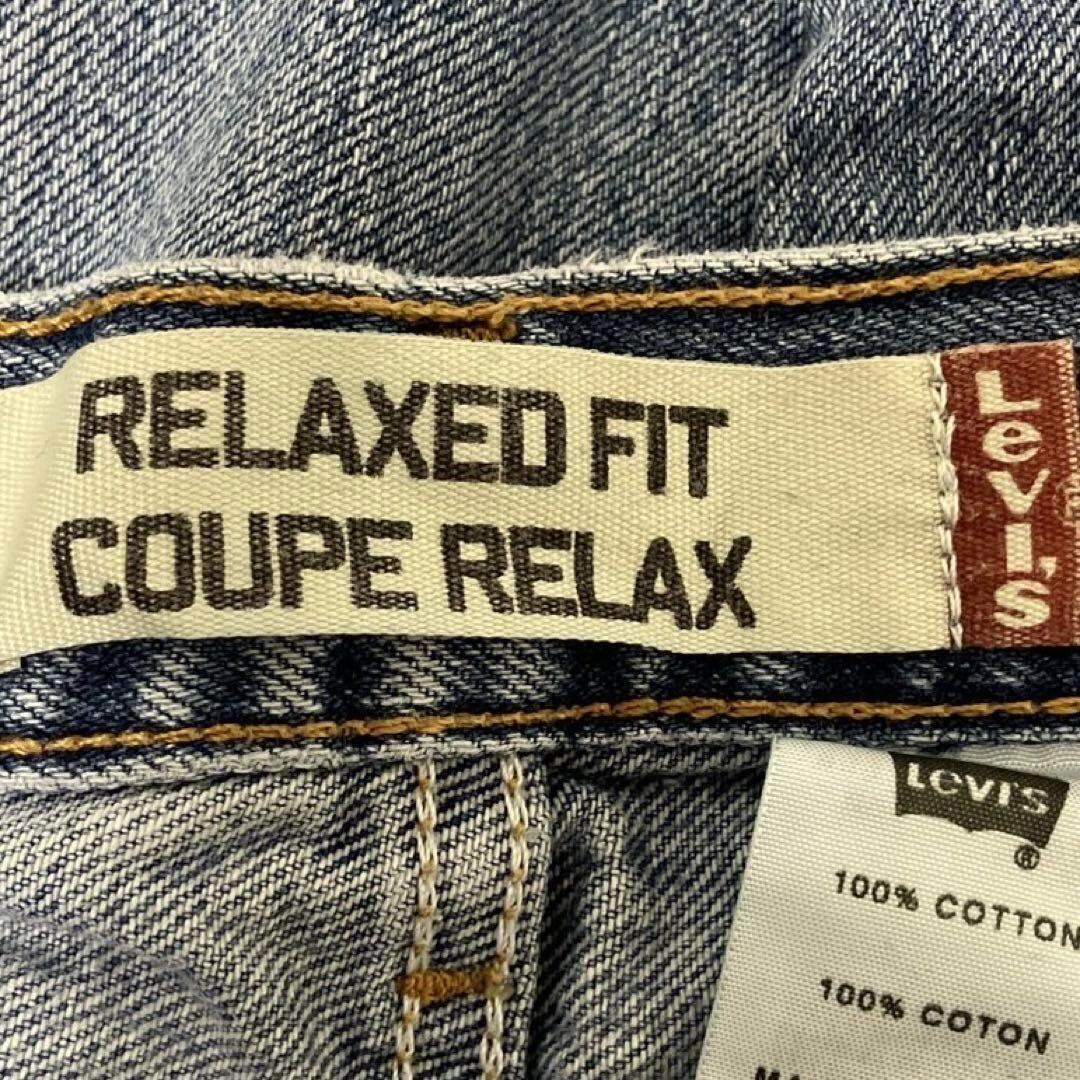 RELAXED FIT
COUPE RELAX
LeVI'S
LeVI'S
®
100% COTTON
100% COTON